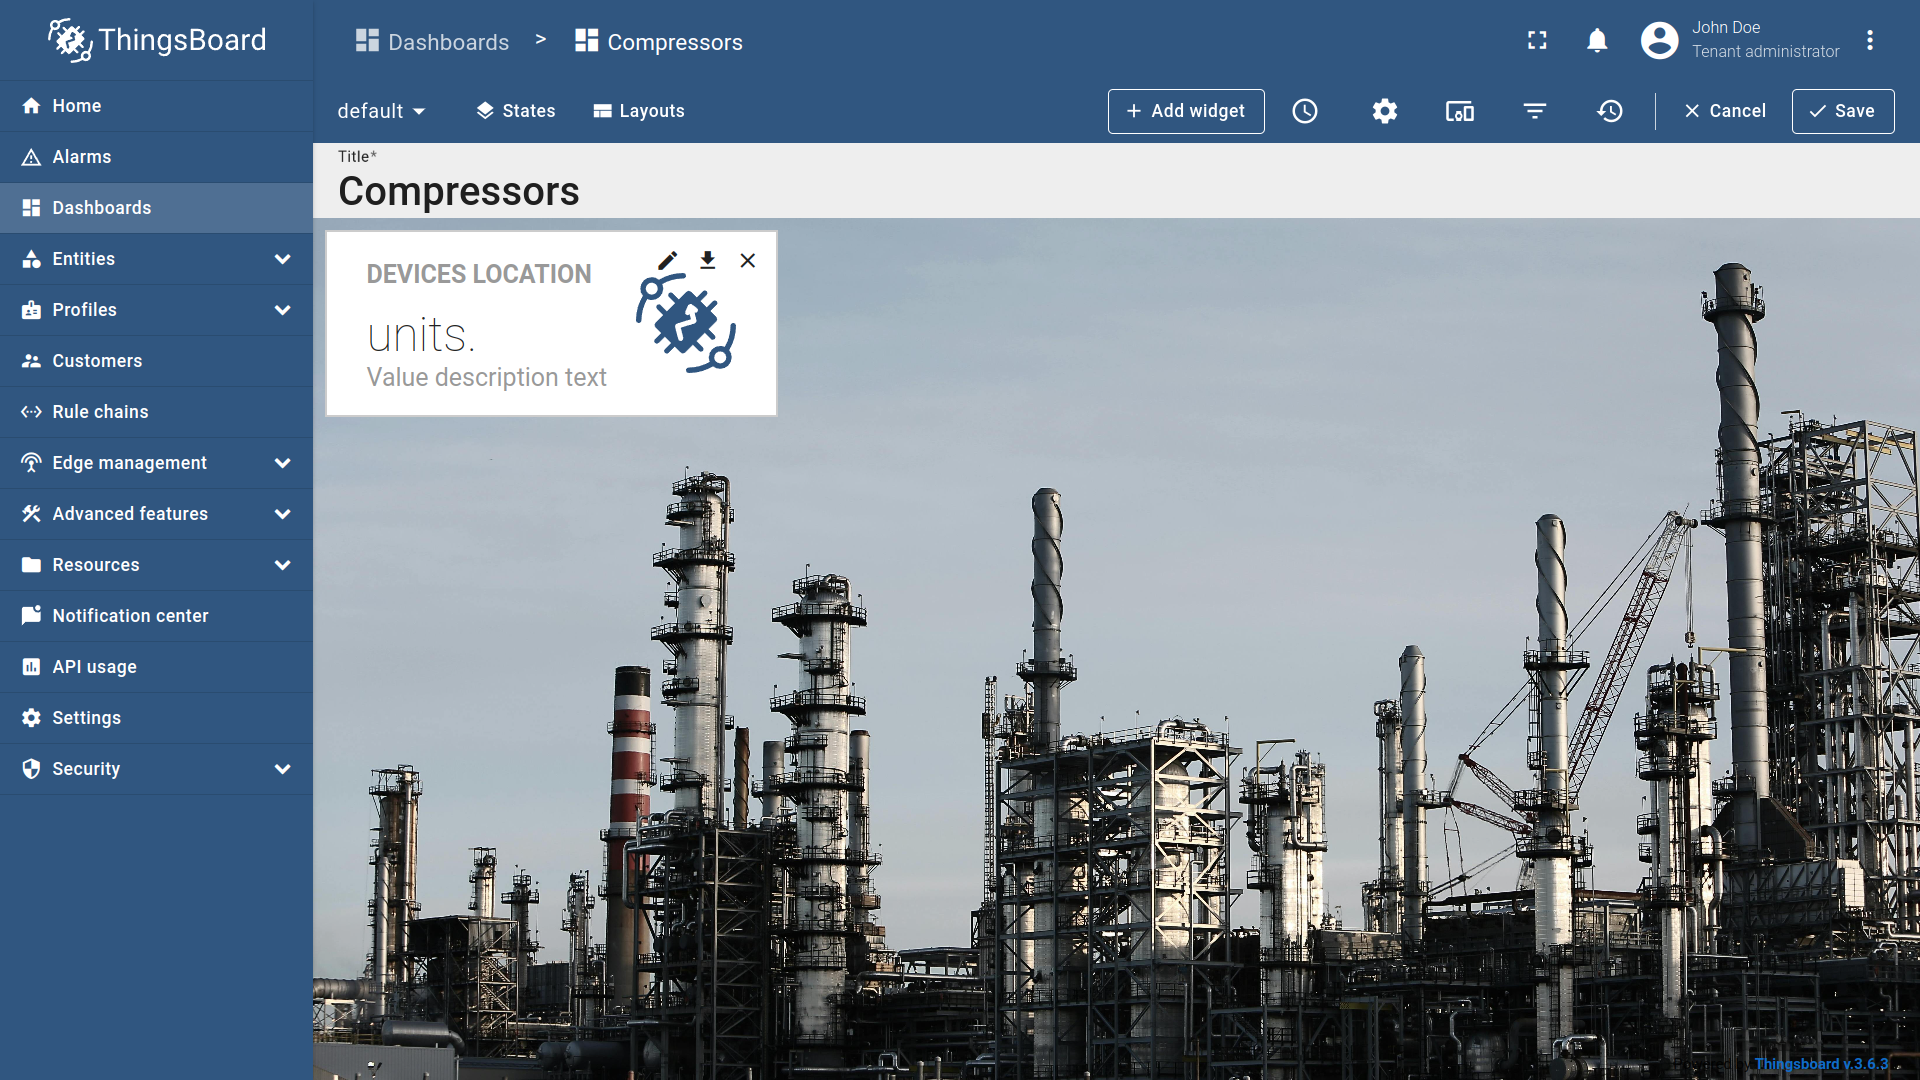 ThingsBoard
Dashboards > Compressors
John Doe
Tenant administrator
Home
Alarms
Dashboards
Entities
Profiles
Customers
Rule chains
Edge management
Advanced features
Resources
Notification center
API usage
Settings
Security
default States Layouts + Add widget Cancel Save
Title*
Compressors
DEVICES LOCATION
units.
Value description text
Thingsboard v.3.6.3